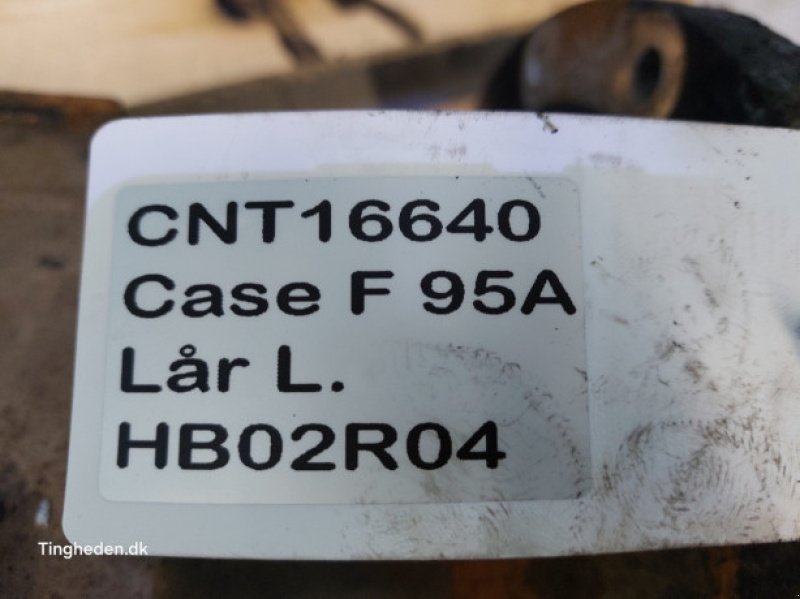 CNT16640
Case F 95A
Lår L.
HB02R04
Tingheden.dk